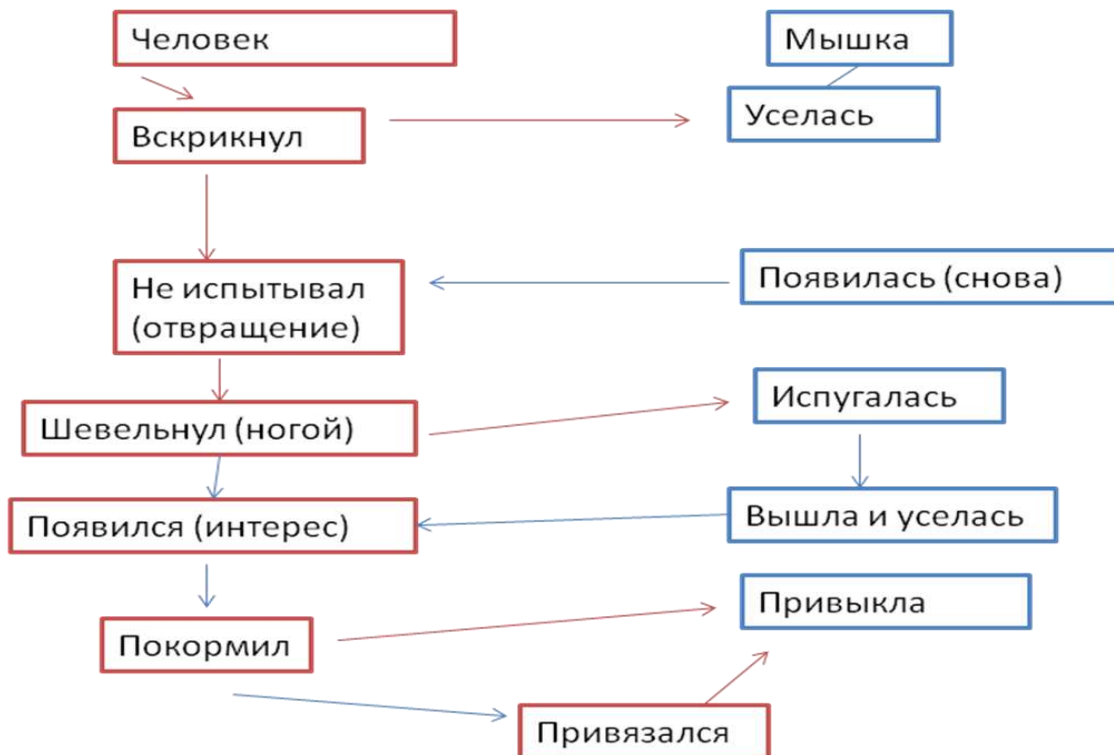 Человек
Мышка
Вскрикнул
Уселась
Не испытывал
(отвращение)
Появилась (снова)
Шевельнул (ногой)
Испугалась
Появился (интерес)
Вышла и уселась
Покормил
Привыкла
Привязался